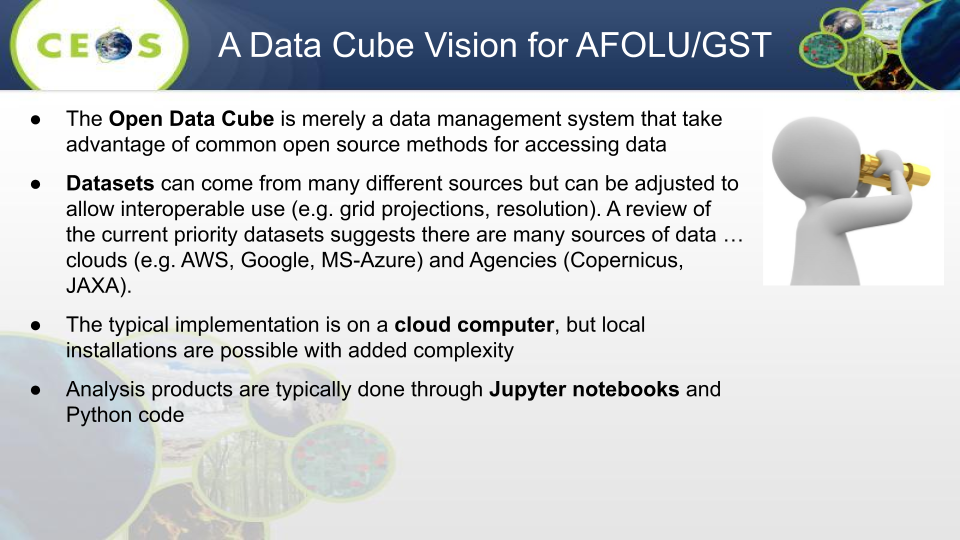 CEOS
A Data Cube Vision for AFOLU/GST
● The Open Data Cube is merely a data management system that take
advantage of common open source methods for accessing data
● Datasets can come from many different sources but can be adjusted to
allow interoperable use (e.g. grid projections, resolution). A review of
the current priority datasets suggests there are many sources of data …
clouds (e.g. AWS, Google, MS-Azure) and Agencies (Copernicus,
JAXA).
● The typical implementation is on a cloud computer, but local
installations are possible with added complexity
● Analysis products are typically done through Jupyter notebooks and
Python code